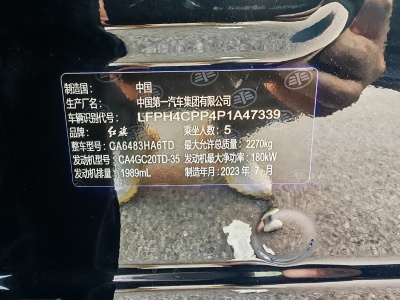 制造国： 中国
生产厂名： 中国第一汽车集团有限公司
车辆识别代号： LFPH4CPP4P1A47339
品牌： 红旗 乘坐人数：5
整车型号：CA6483HA6TD 最大允许总质量：2270kg
发动机型号：CA4GC20TD-35 发动机最大净功率：180kW
发动机排量：1989mL 制造年月：2023年 7 月